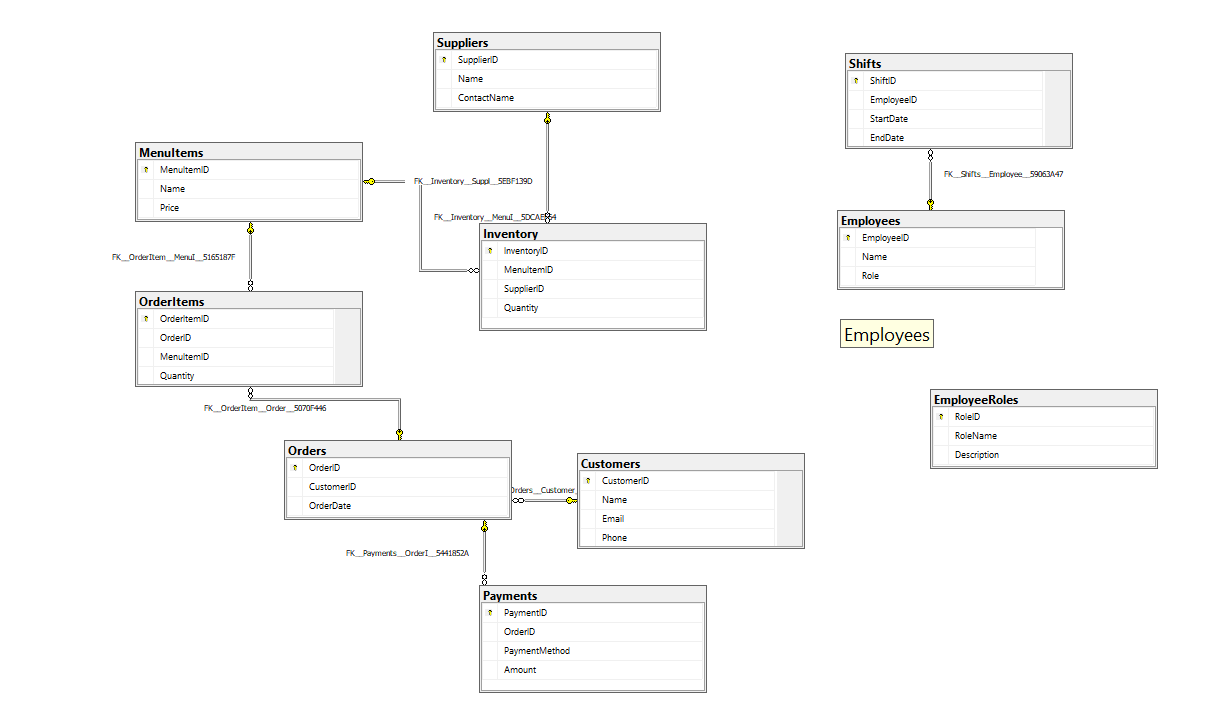 Suppliers
SupplierID
Name
ContactName
Shifts
ShiftID
EmployeeID
StartDate
EndDate
MenuItems
MenuItemID
Name
Price
FK__Inventory__Suppl__5EBF139D
FK__Shifts__Employee__59063A47
FK__Inventory__MenuI__5DCAE
Inventory
InventoryID
MenuItemID
SupplierID
Quantity
Employees
EmployeeID
Name
Role
FK__OrderItem__MenuI__5165187F
OrderItems
OrderItemID
OrderID
MenuItemID
Quantity
Employees
FK__OrderItem__Order__5070F446
EmployeeRoles
RoleID
RoleName
Description
Orders
OrderID
CustomerID
OrderDate
Orders__Customer_
Customers
CustomerID
Name
Email
Phone
FK__Payments__OrderI__5441852A
Payments
PaymentID
OrderID
PaymentMethod
Amount